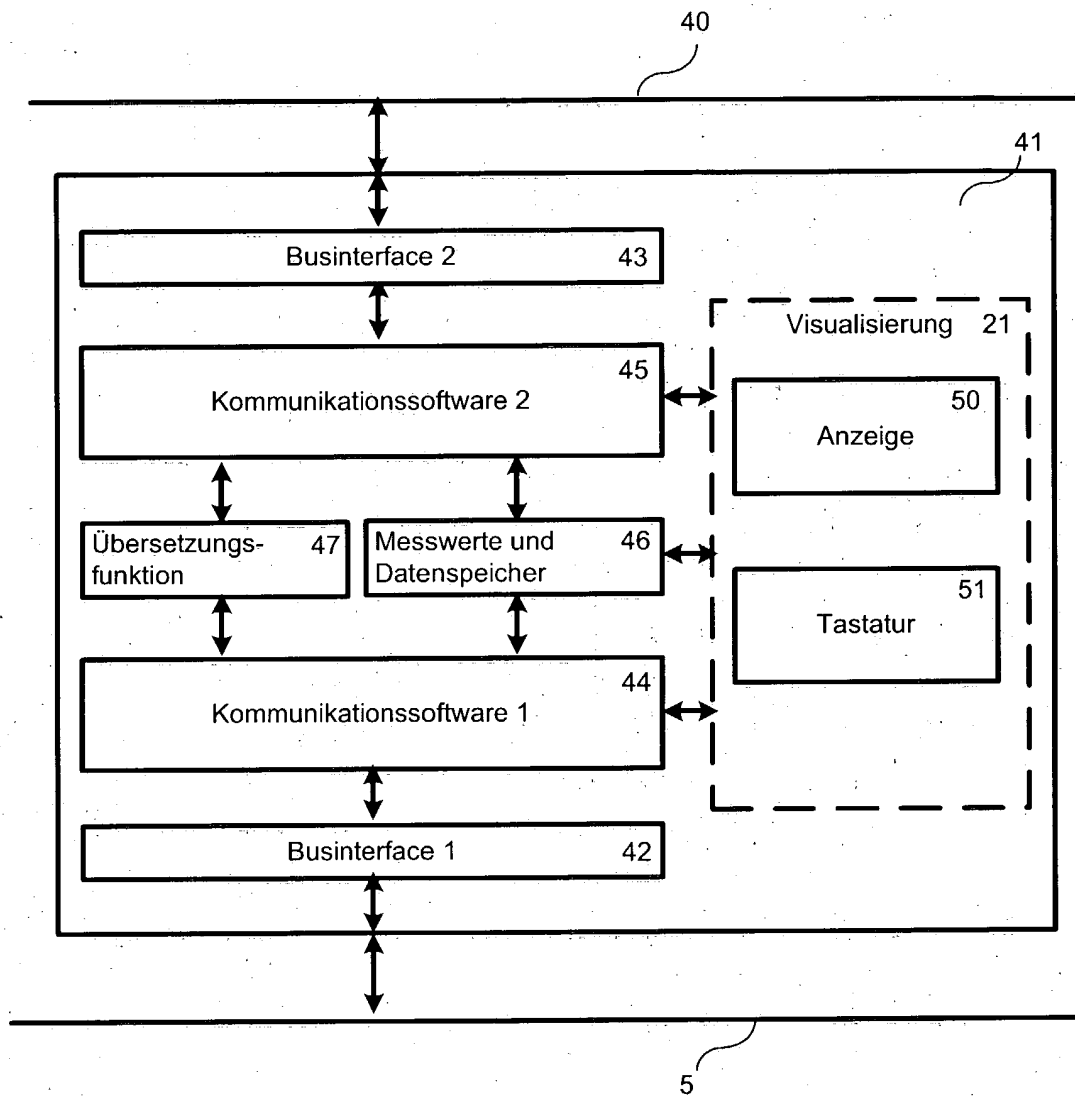 40
41
Businterface 2 43
Visualisierung 21
45
Kommunikationssoftware 2
50
Anzeige
Übersetzungs- 47
funktion
Messwerte und 46
Datenspeicher
51
Tastatur
44
Kommunikationssoftware 1
Businterface 1 42
5